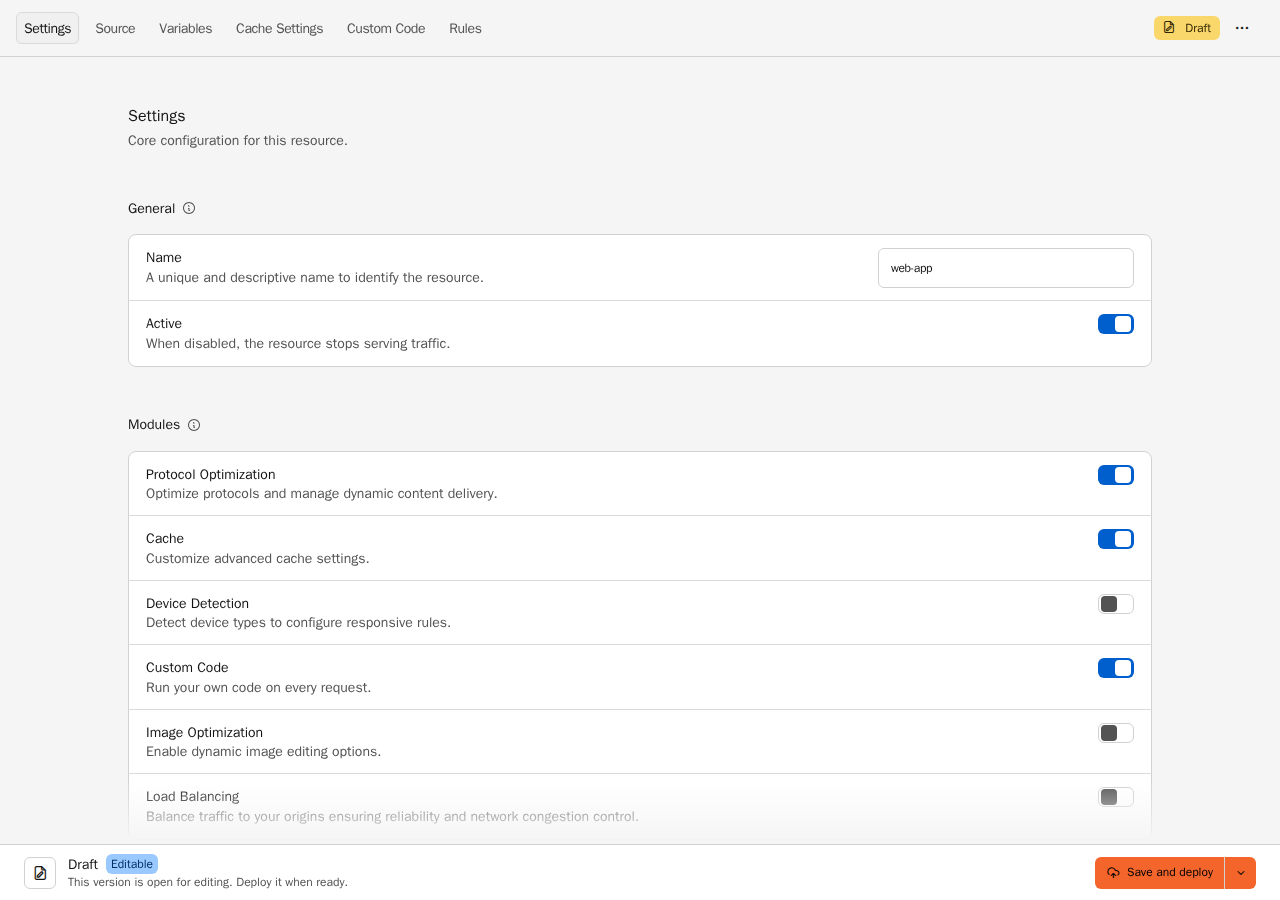 Settings
Source
Variables
Cache Settings
Custom Code
Rules
Draft
Settings
Core configuration for this resource.
General
Name
A unique and descriptive name to identify the resource.
web-app
Active
When disabled, the resource stops serving traffic.
Modules
Protocol Optimization
Optimize protocols and manage dynamic content delivery.
Cache
Customize advanced cache settings.
Device Detection
Detect device types to configure responsive rules.
Custom Code
Run your own code on every request.
Image Optimization
Enable dynamic image editing options.
Load Balancing
Balance traffic to your origins ensuring reliability and network congestion control.
Draft
Editable
This version is open for editing. Deploy it when ready.
Save and deploy